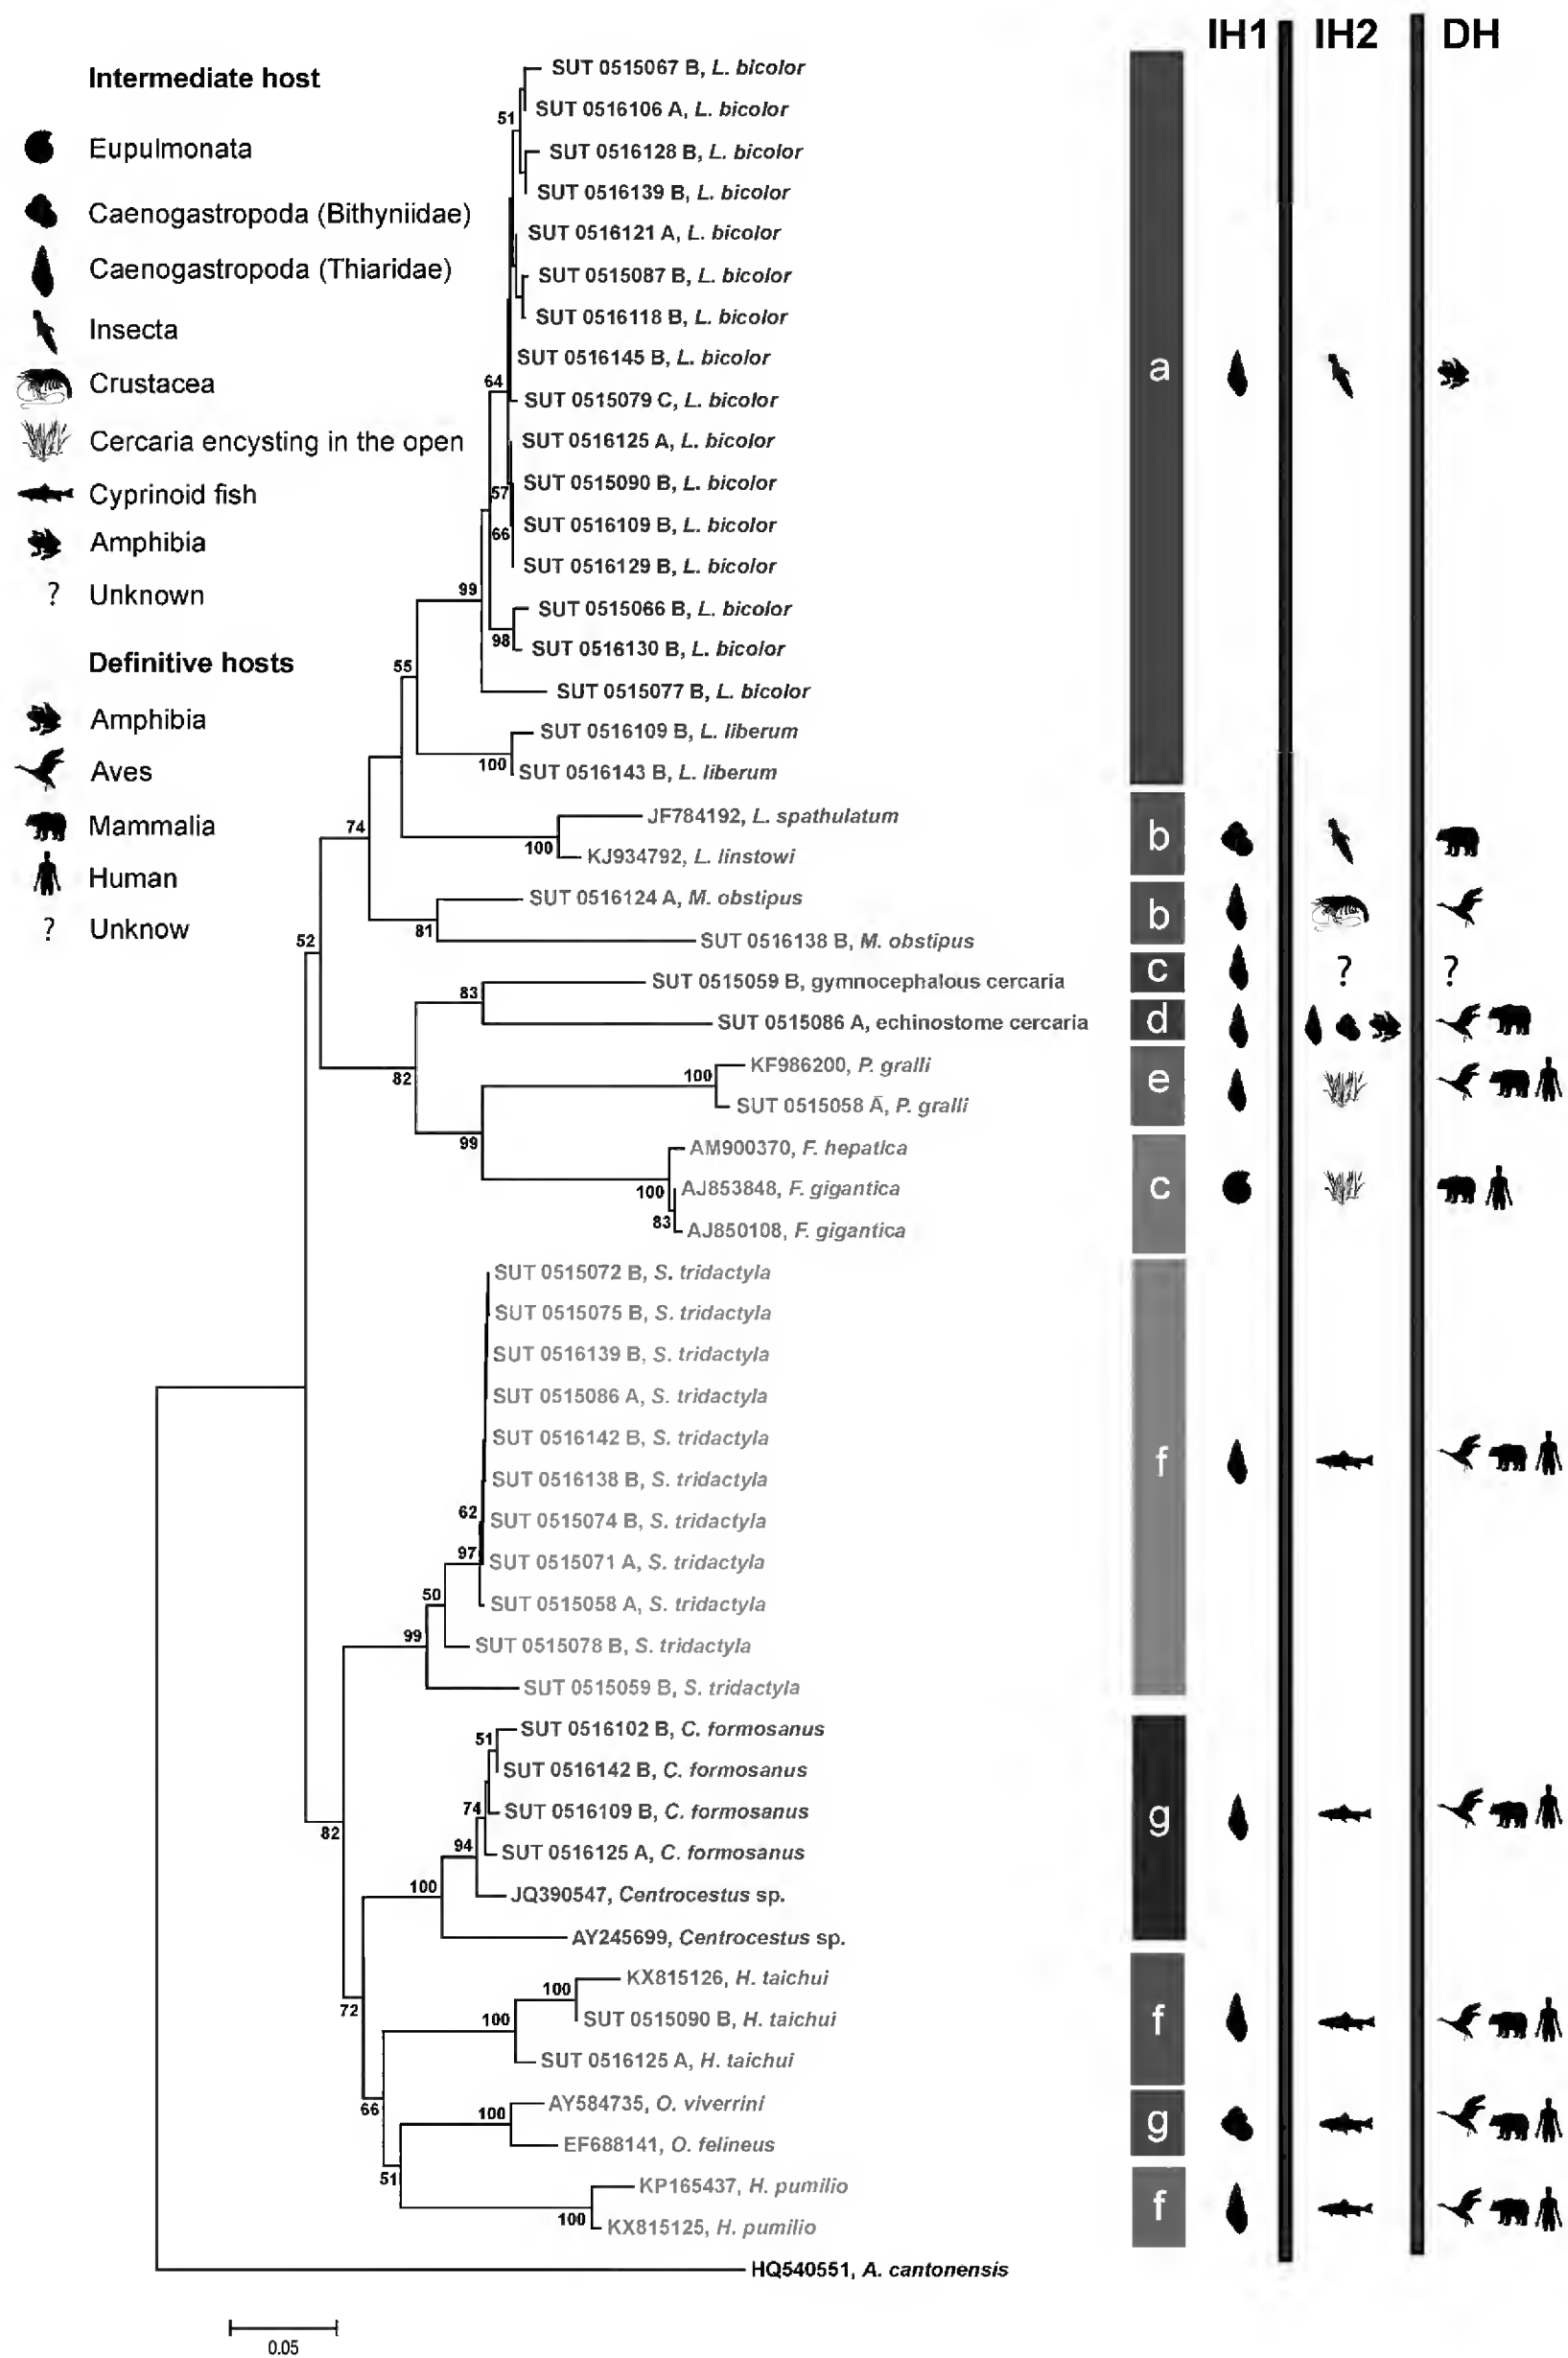 IH1 IH2 DH
Intermediate host
Eupulmonata
Caenogastropoda (Bithyniidae)
Caenogastropoda (Thiaridae)
Insecta
Crustacea
Cercaria encysting in the open
Cyprinoid fish
Amphibia
? Unknown
Definitive hosts
Amphibia
Aves
Mammalia
Human
? Unknow
SUT 0515067 B, L. bicolor
51
SUT 0516106 A, L. bicolor
SUT 0516128 B, L. bicolor
SUT 0516139 B, L. bicolor
SUT 0516121 A, L. bicolor
SUT 0515087 B, L. bicolor
SUT 0516118 B, L. bicolor
SUT 0516145 B, L. bicolor
a
64
SUT 0515079 C, L. bicolor
SUT 0516125 A, L. bicolor
SUT 0515090 B, L. bicolor
57
SUT 0516109 B, L. bicolor
66
SUT 0516129 B, L. bicolor
99
SUT 0515066 B, L. bicolor
98
SUT 0516130 B, L. bicolor
55
SUT 0515077 B, L. bicolor
SUT 0516109 B, L. liberum
100
SUT 0516143 B, L. liberum
JF784192, L. spathulatum
74
b
100
KJ934792, L. linstowi
SUT 0516124 A, M. obstipus
b
81
SUT 0516138 B, M. obstipus
52
SUT 0515059 B, gymnocephalous cercaria
c ? ?
83
SUT 0515086 A, echinostome cercaria
d
KF986200, P. gralli
100
82
e
SUT 0515058 A, P. gralli
99
AM900370, F. hepatica
100
AJ853848, F. gigantica
c
83
AJ850108, F. gigantica
SUT 0515072 B, S. tridactyla
SUT 0515075 B, S. tridactyla
SUT 0516139 B, S. tridactyla
SUT 0515086 A, S. tridactyla
SUT 0516142 B, S. tridactyla
f
SUT 0516138 B, S. tridactyla
62
SUT 0515074 B, S. tridactyla
97
SUT 0515071 A, S. tridactyla
50
SUT 0515058 A, S. tridactyla
99
SUT 0515078 B, S. tridactyla
SUT 0515059 B, S. tridactyla
SUT 0516102 B, C. formosanus
51
SUT 0516142 B, C. formosanus
74
SUT 0516109 B, C. formosanus
g
82
94
SUT 0516125 A, C. formosanus
100
JQ390547, Centrocestus sp.
AY245699, Centrocestus sp.
KX815126, H. taichui
100
72
100
SUT 0515090 B, H. taichui
f
SUT 0516125 A, H. taichui
66
AY584735, O. viverrini
100
g
EF688141, O. felineus
51
KP165437, H. pumilio
f
100
KX815125, H. pumilio
HQ540551, A. cantonensis
0.05